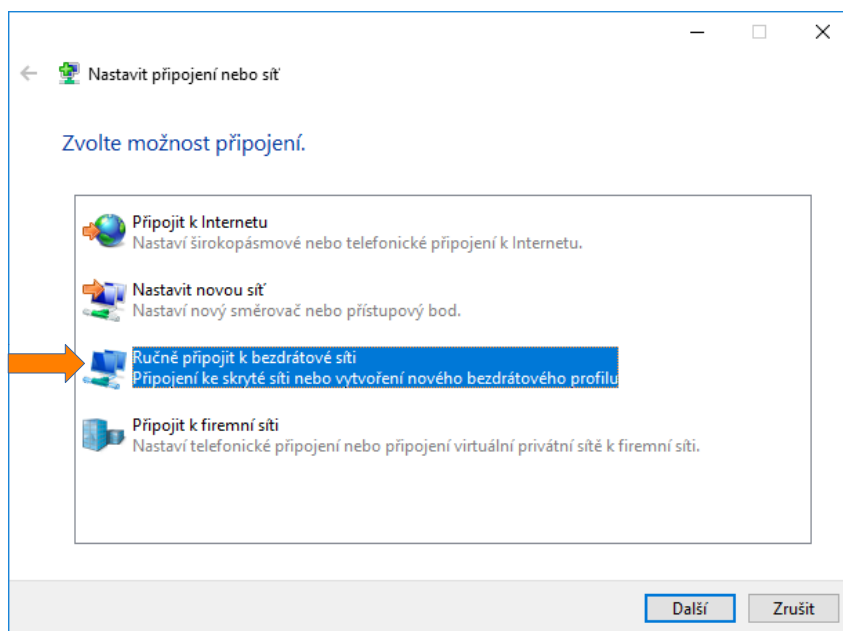 Nastavit připojení nebo síť
Zvolte možnost připojení.
Připojit k Internetu
Nastaví širokopásmové nebo telefonické připojení k Internetu.
Nastavit novou síť
Nastaví nový směrovač nebo přístupový bod.
Ručně připojit k bezdrátové síti
Připojení ke skryté síti nebo vytvoření nového bezdrátového profilu
Připojit k firemní síti
Nastaví telefonické připojení nebo připojení virtuální privátní sítě k firemní síti.
Další
Zrušit